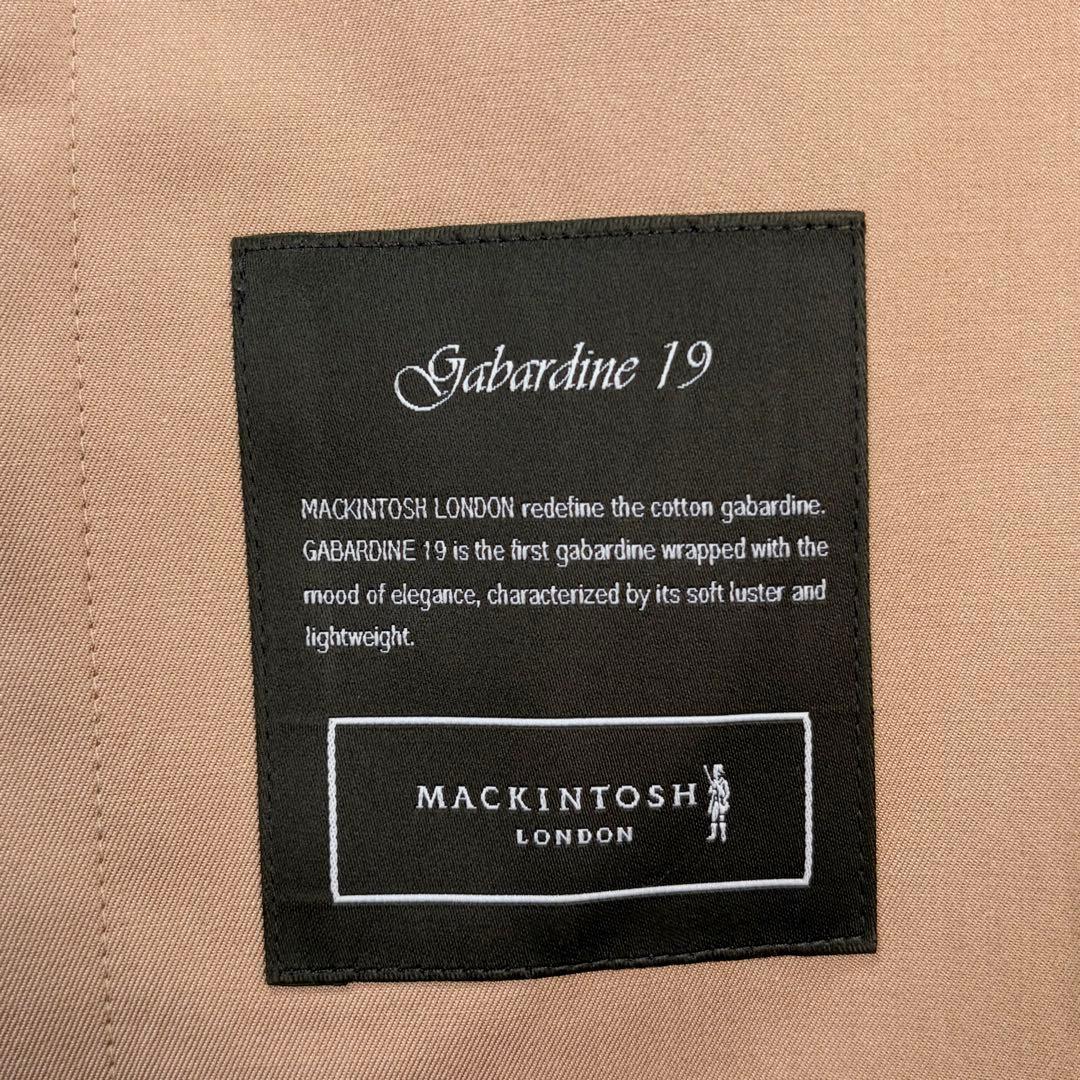 Gabardine 19
MACKINTOSH LONDON redefine the cotton gabardine.
GABARDINE 19 is the first gabardine wrapped with the
mood of elegance, characterized by its soft luster and
lightweight.
MACKINTOSH
LONDON